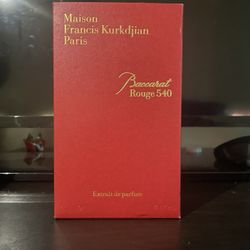 Maison
Francis Kurkdjian
Paris
Baccarat
Rouge 540
Extrait de parfum